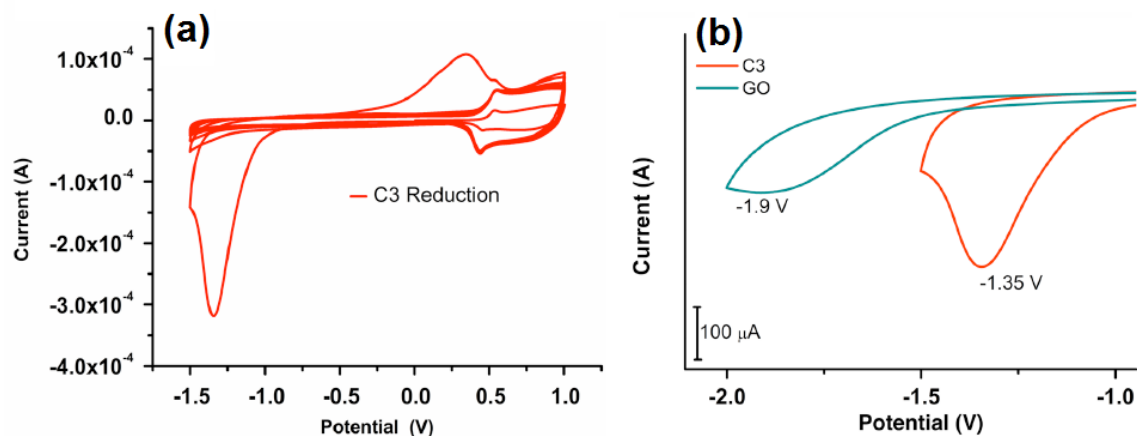 (a)
1.0x10⁻⁴
0.0
-1.0x10⁻⁴
-2.0x10⁻⁴
-3.0x10⁻⁴
-4.0x10⁻⁴
Current (A)
C3 Reduction
-1.5 -1.0 -0.5 0.0 0.5 1.0
Potential (V)
(b)
C3
GO
Current (A)
-1.9 V
-1.35 V
100 μA
-2.0 -1.5 -1.0
Potential (V)